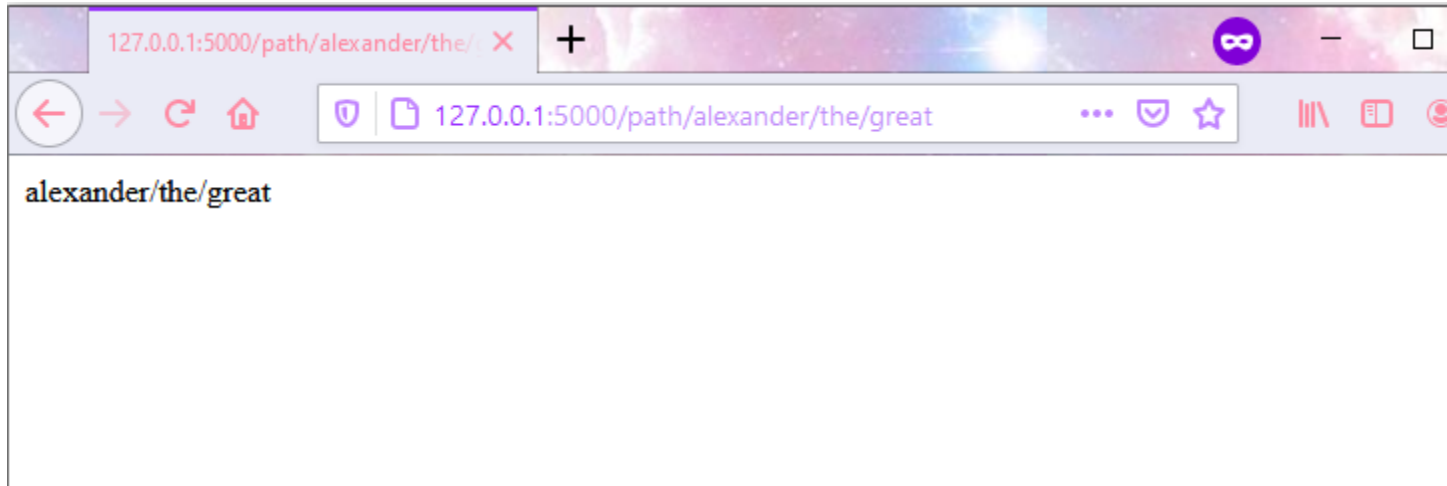 127.0.0.1:5000/path/alexander/the/
127.0.0.1:5000/path/alexander/the/great
alexander/the/great